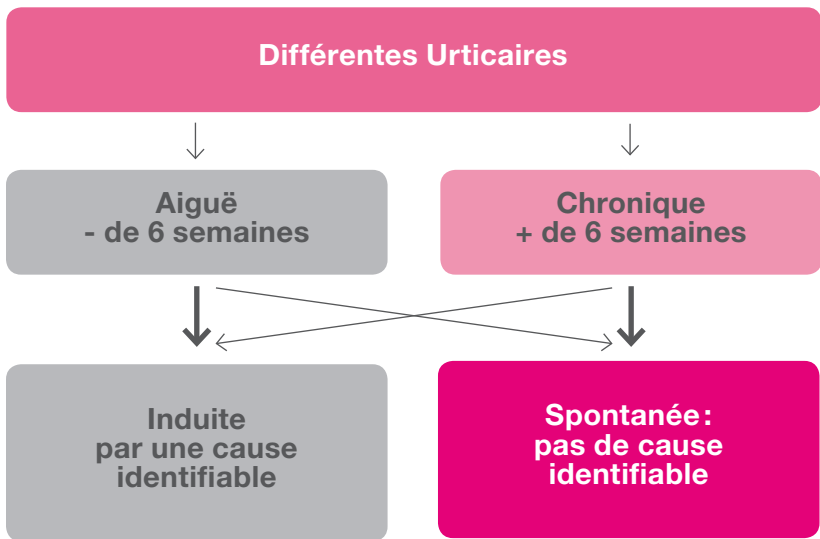 Différentes Urticaires
Aiguë
- de 6 semaines
Chronique
+ de 6 semaines
Induite
par une cause
identifiable
Spontanée :
pas de cause
identifiable